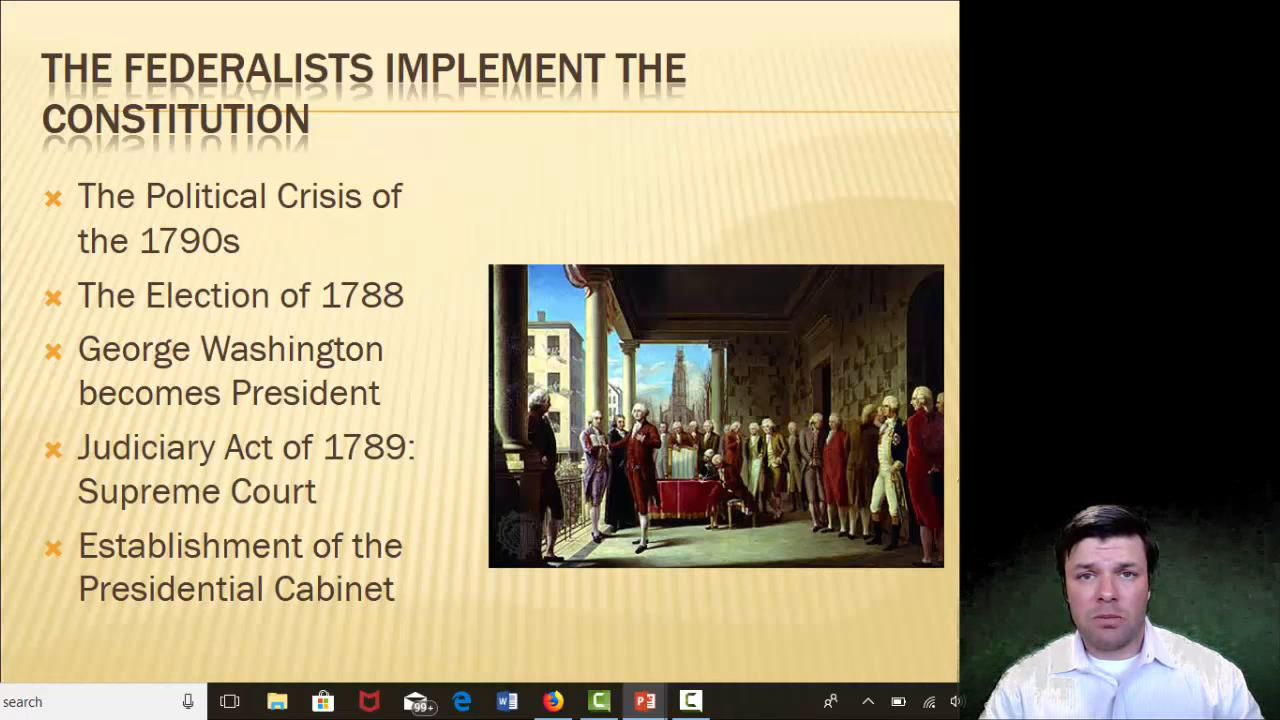 THE FEDERALISTS IMPLEMENT THE
CONSTITUTION
The Political Crisis of
the 1790s
The Election of 1788
George Washington
becomes President
Judiciary Act of 1789:
Supreme Court
Establishment of the
Presidential Cabinet
search
99+